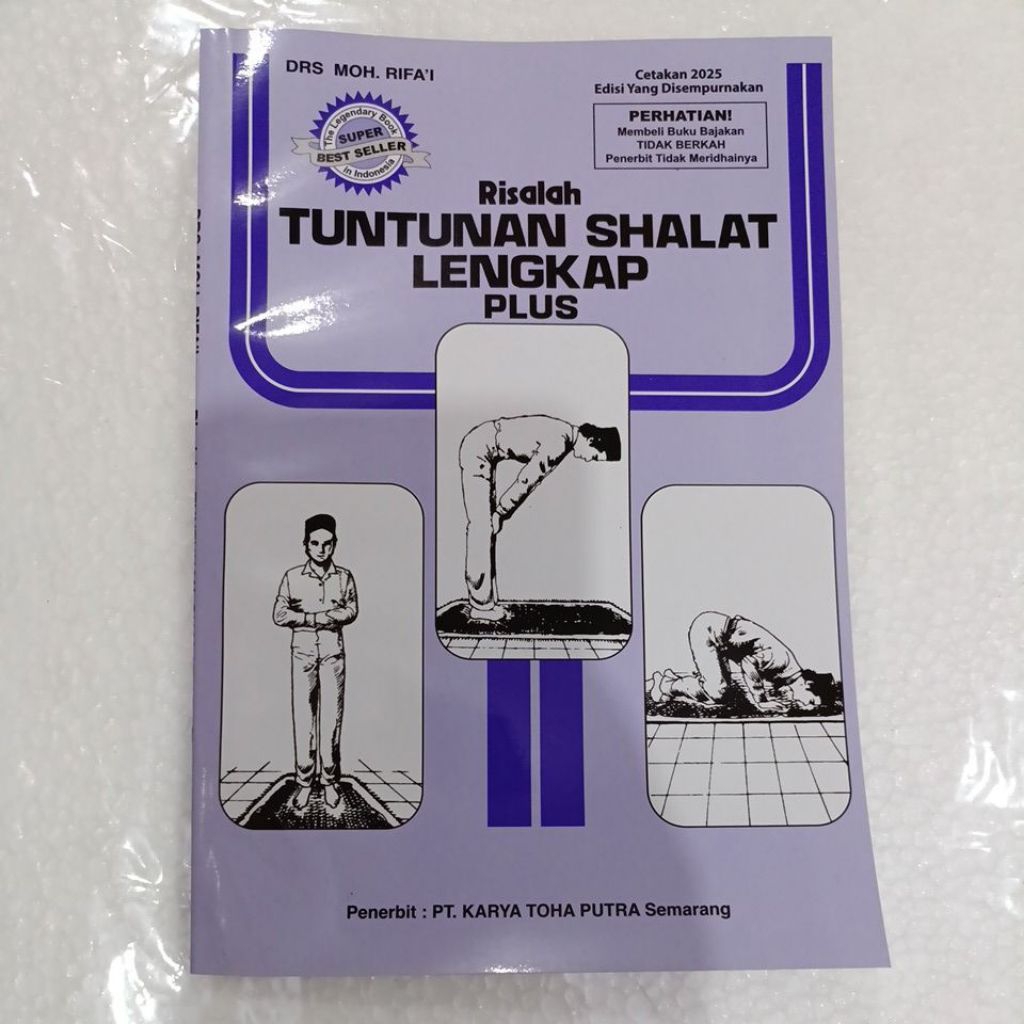 DRS MOH. RIFA'I
The Legendary Book
SUPER
BEST SELLER
in Indonesia
Cetakan 2025
Edisi Yang Disempurnakan
PERHATIAN!
Membeli Buku Bajakan
TIDAK BERKAH
Penerbit Tidak Meridhainya
Risalah
TUNTUNAN SHALAT
LENGKAP
PLUS
Penerbit : PT. KARYA TOHA PUTRA Semarang